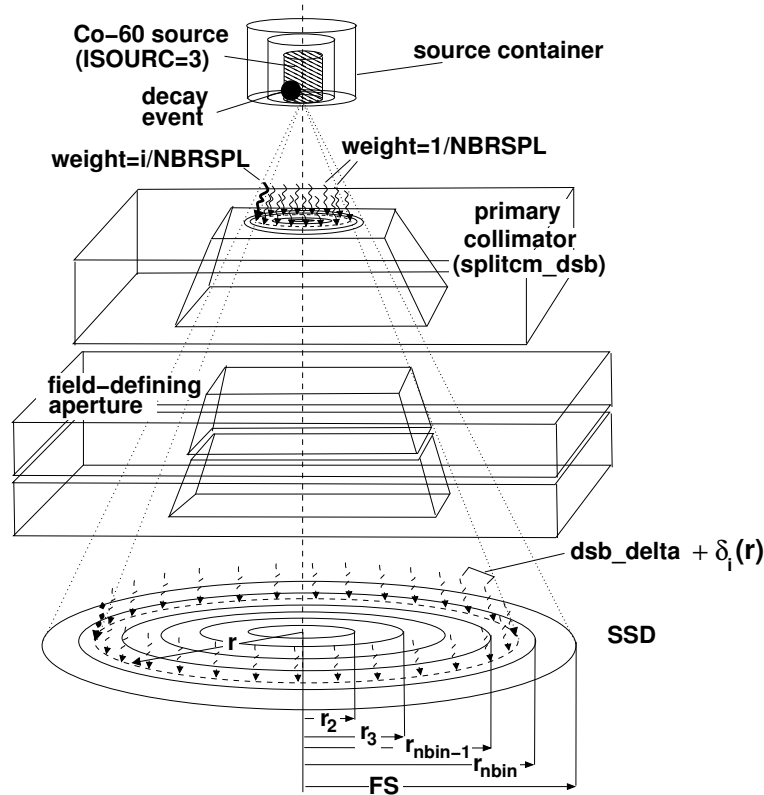 Co-60 source
(ISOURC=3)
source container
decay
event
weight=i/NBRSPL
weight=1/NBRSPL
primary
collimator
(splitcm_dsb)
field-defining
aperture
dsb_delta + δi(r)
SSD
r
r2
r3
rnbin-1
rnbin
FS